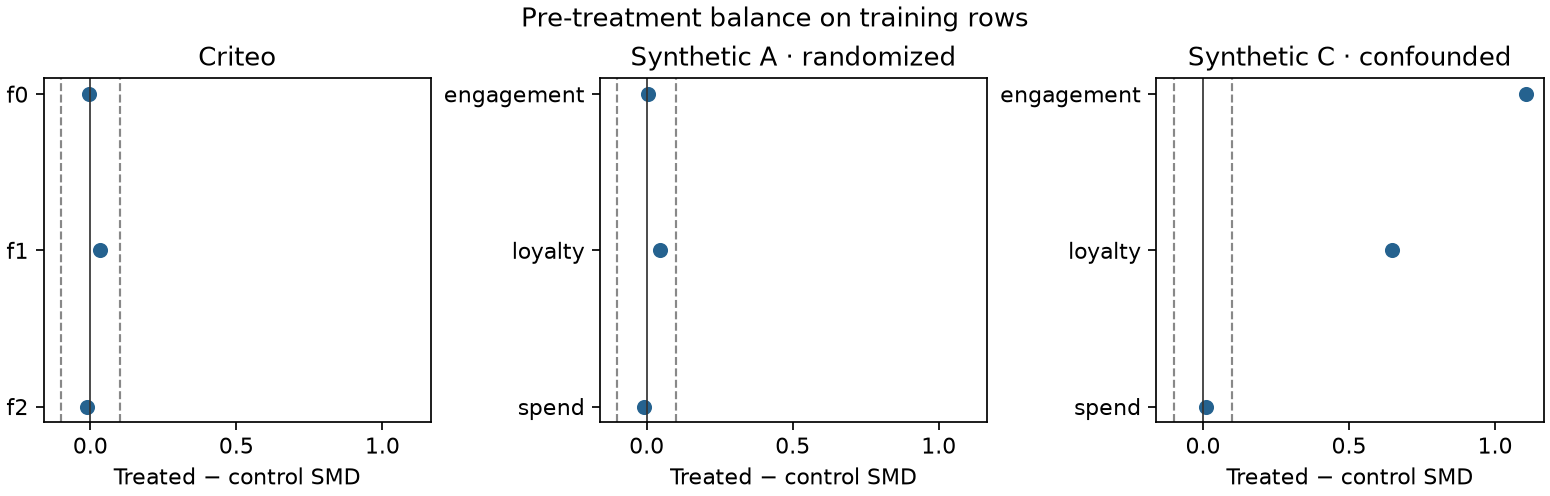 Pre-treatment balance on training rows
Criteo
f0
f1
f2
0.0 0.5 1.0
Treated − control SMD
Synthetic A · randomized
engagement
loyalty
spend
0.0 0.5 1.0
Treated − control SMD
Synthetic C · confounded
engagement
loyalty
spend
0.0 0.5 1.0
Treated − control SMD